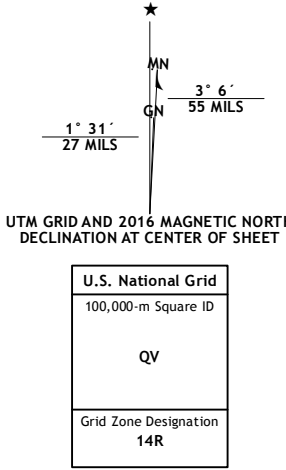 ★
MN
GN
3° 6´
55 MILS
1° 31´
27 MILS
UTM GRID AND 2016 MAGNETIC NORTH
DECLINATION AT CENTER OF SHEET
U.S. National Grid
100,000-m Square ID
QV
Grid Zone Designation
14R